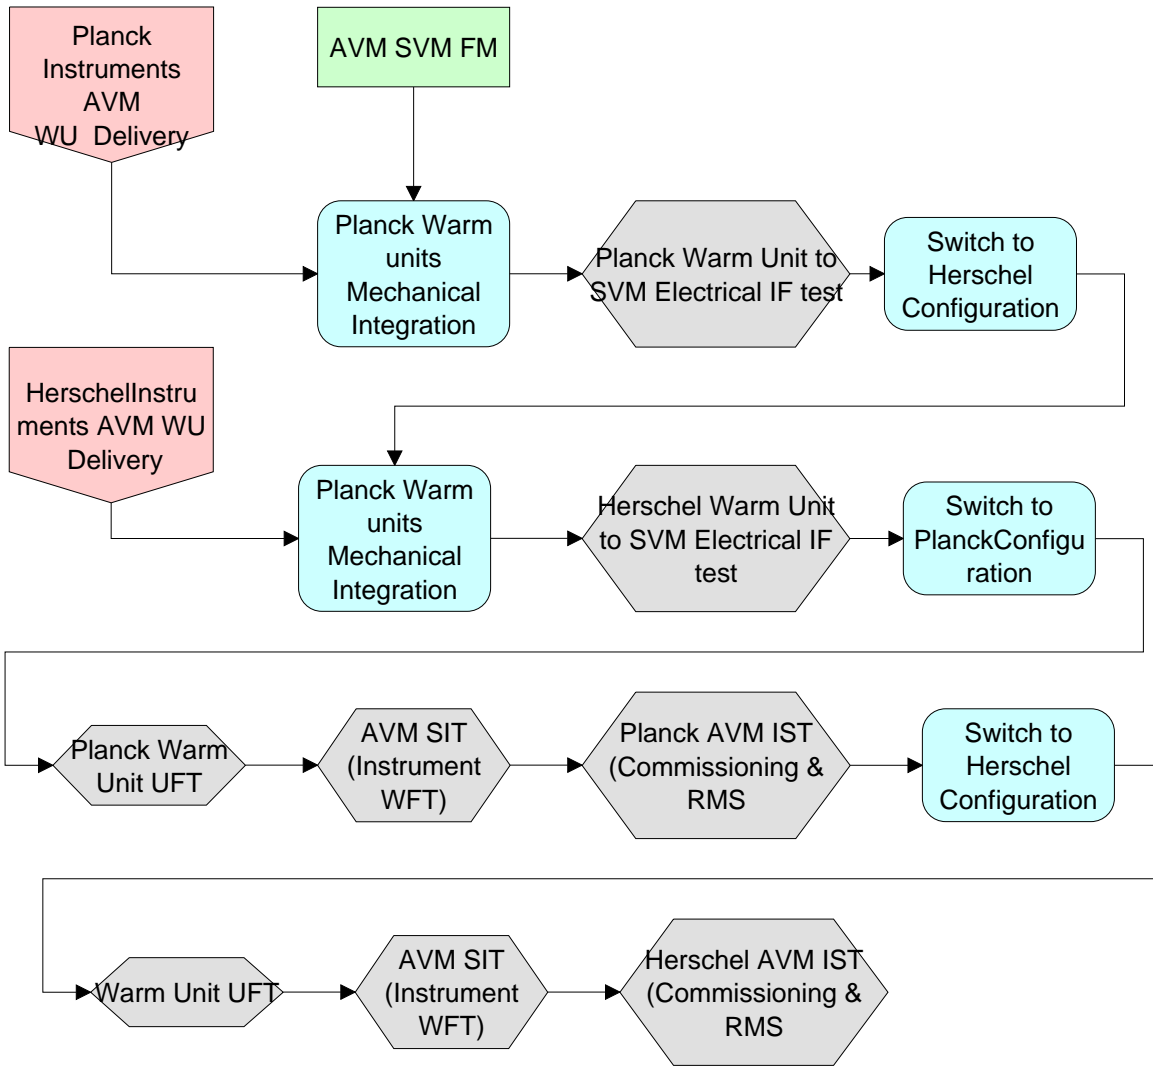 Planck
Instruments
AVM
WU Delivery
AVM SVM FM
Planck Warm
units
Mechanical
Integration
Planck Warm Unit to
SVM Electrical IF test
Switch to
Herschel
Configuration
HerschelInstru
ments AVM WU
Delivery
Planck Warm
units
Mechanical
Integration
Herschel Warm Unit
to SVM Electrical IF
test
Switch to
PlanckConfigu
ration
Planck Warm
Unit UFT
AVM SIT
(Instrument
WFT)
Planck AVM IST
(Commissioning &
RMS
Switch to
Herschel
Configuration
Warm Unit UFT
AVM SIT
(Instrument
WFT)
Herschel AVM IST
(Commissioning &
RMS